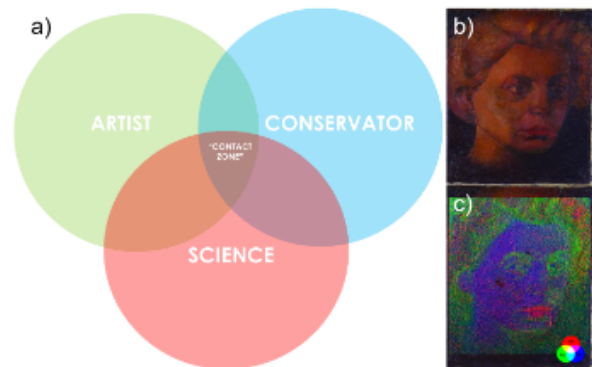 a)
ARTIST
CONSERVATOR
"CONTACT
ZONE"
SCIENCE
b)
c)